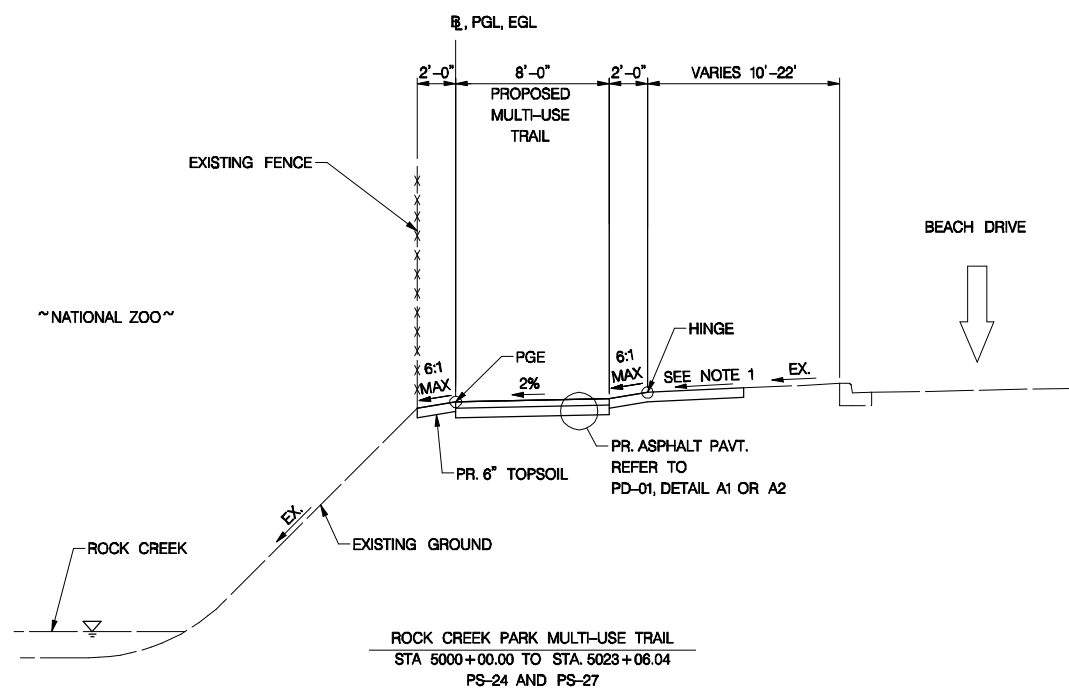 ℄, PGL, EGL
2'-0" 8'-0" 2'-0" VARIES 10'-22'
PROPOSED
MULTI-USE
TRAIL
EXISTING FENCE
BEACH DRIVE
~NATIONAL ZOO~
HINGE
PGE
6:1
MAX
2%
6:1
MAX
SEE NOTE 1
EX.
PR. ASPHALT PAVT.
REFER TO
PD-01, DETAIL A1 OR A2
PR. 6" TOPSOIL
EX.
EXISTING GROUND
ROCK CREEK
ROCK CREEK PARK MULTI-USE TRAIL
STA 5000+00.00 TO STA. 5023+06.04
PS-24 AND PS-27